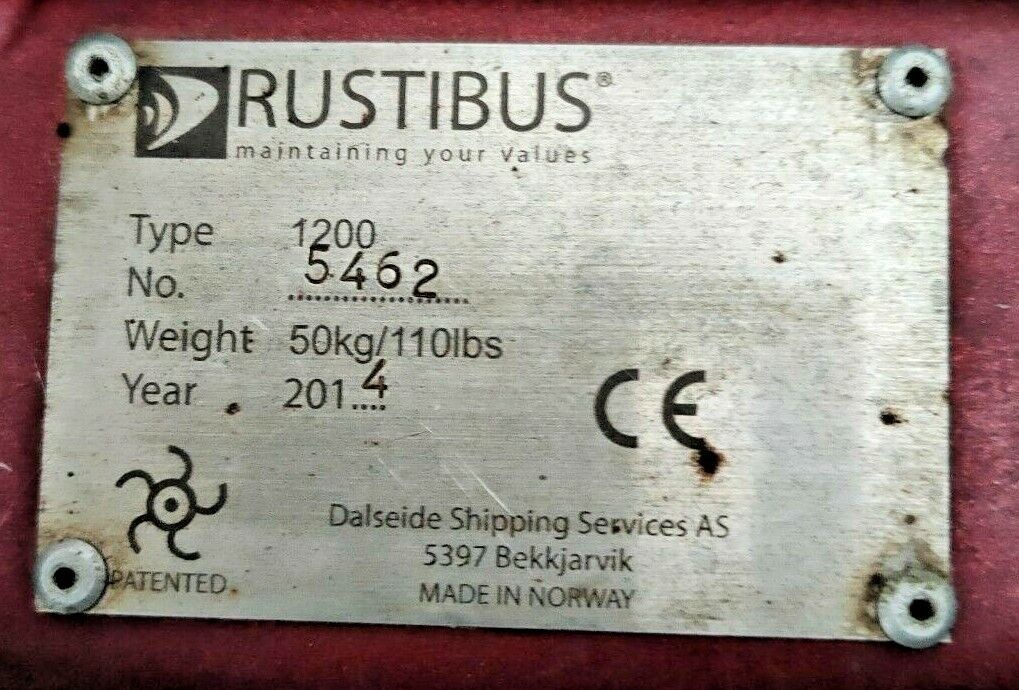 RUSTIBUS®
maintaining your values
Type 1200
No. 5462
Weight 50kg/110lbs
Year 2014
CE
PATENTED
Dalseide Shipping Services AS
5397 Bekkjarvik
MADE IN NORWAY